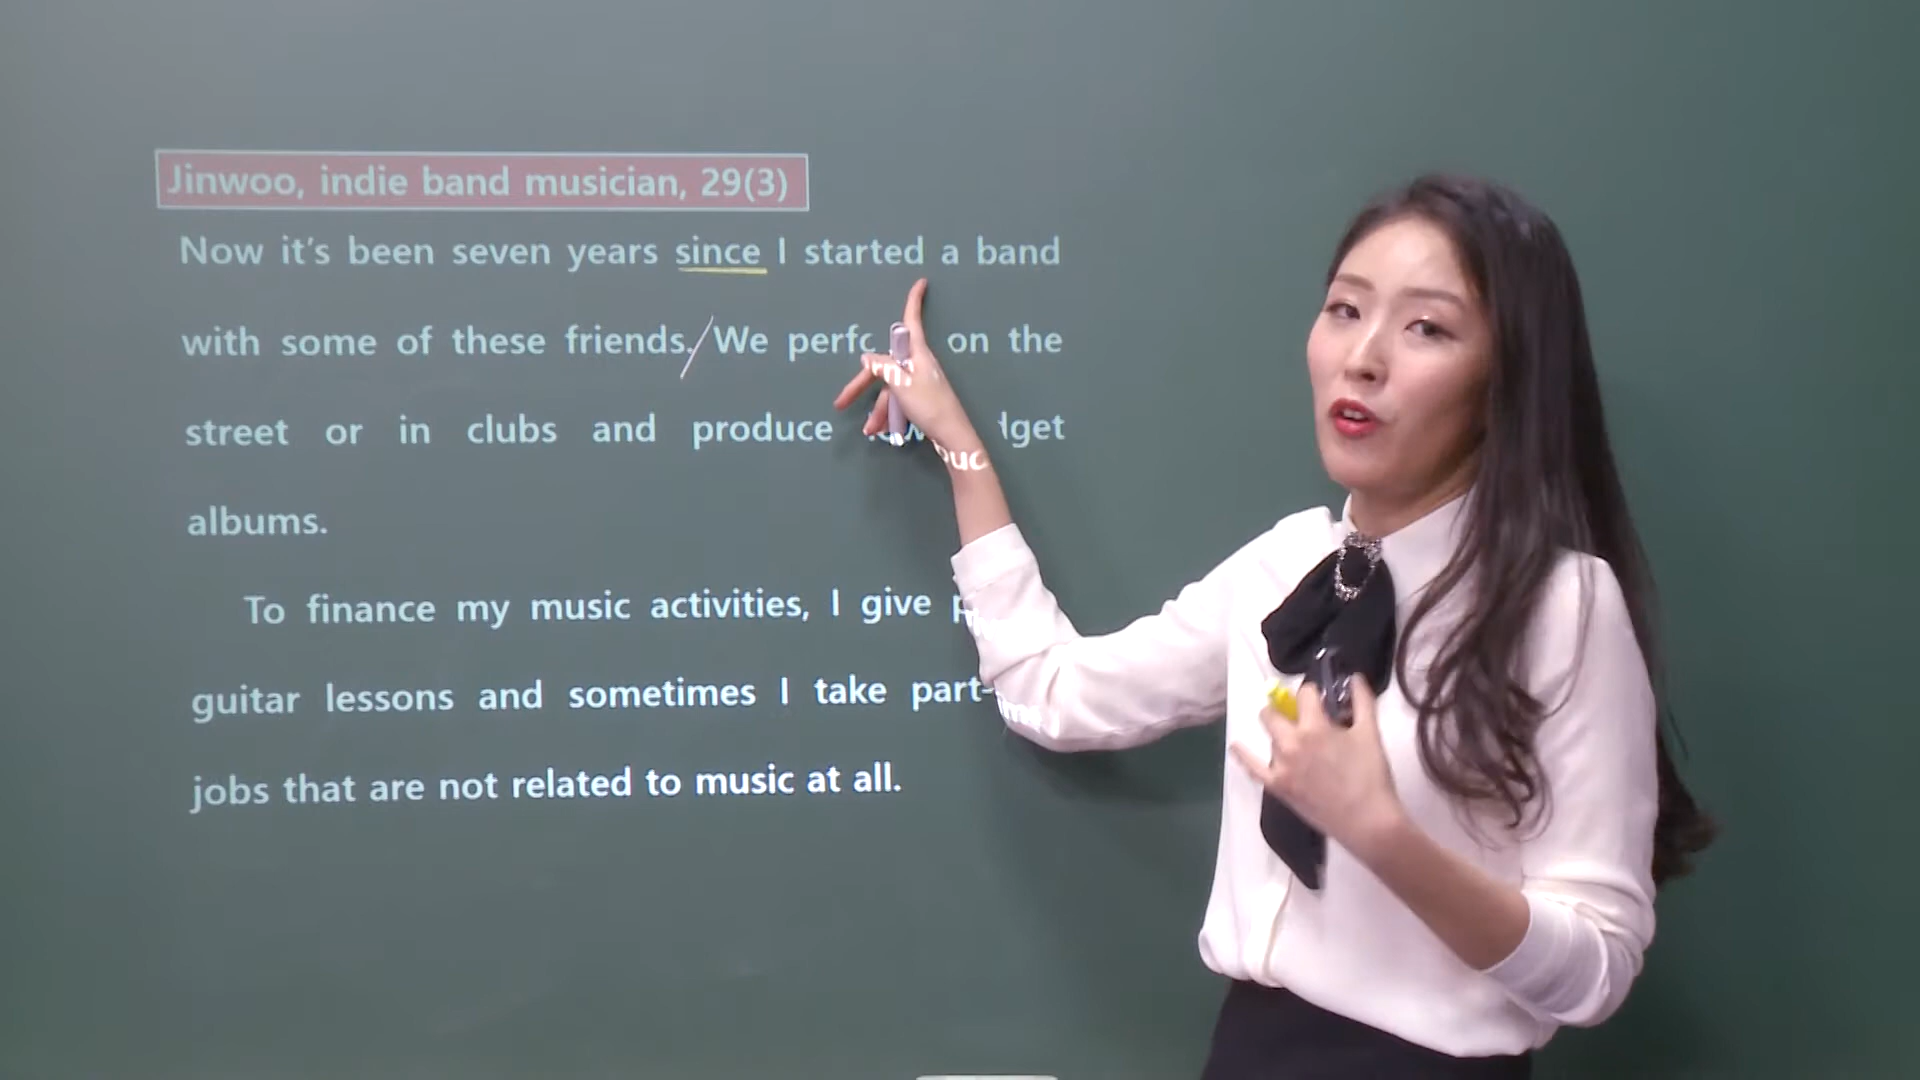 Jinwoo, indie band musician, 29(3)
Now it's been seven years since I started a band
with some of these friends. We on the
street or in clubs and produce
albums.
To finance my music activities, I give
guitar lessons and sometimes I take
jobs that are not related to music at all.